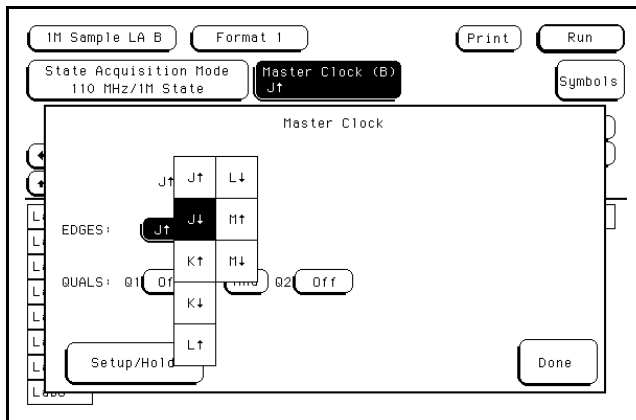 1M Sample LA B Format 1 Print Run
State Acquisition Mode
110 MHz/1M State
Master Clock (B)
J↑
Symbols
Master Clock
J↑
J↑ L↓
J↓ M↑
K↑ M↓
K↓
L↑
EDGES: J↑
QUALS: Q1 Of Q2 Off
Setup/Hold Done